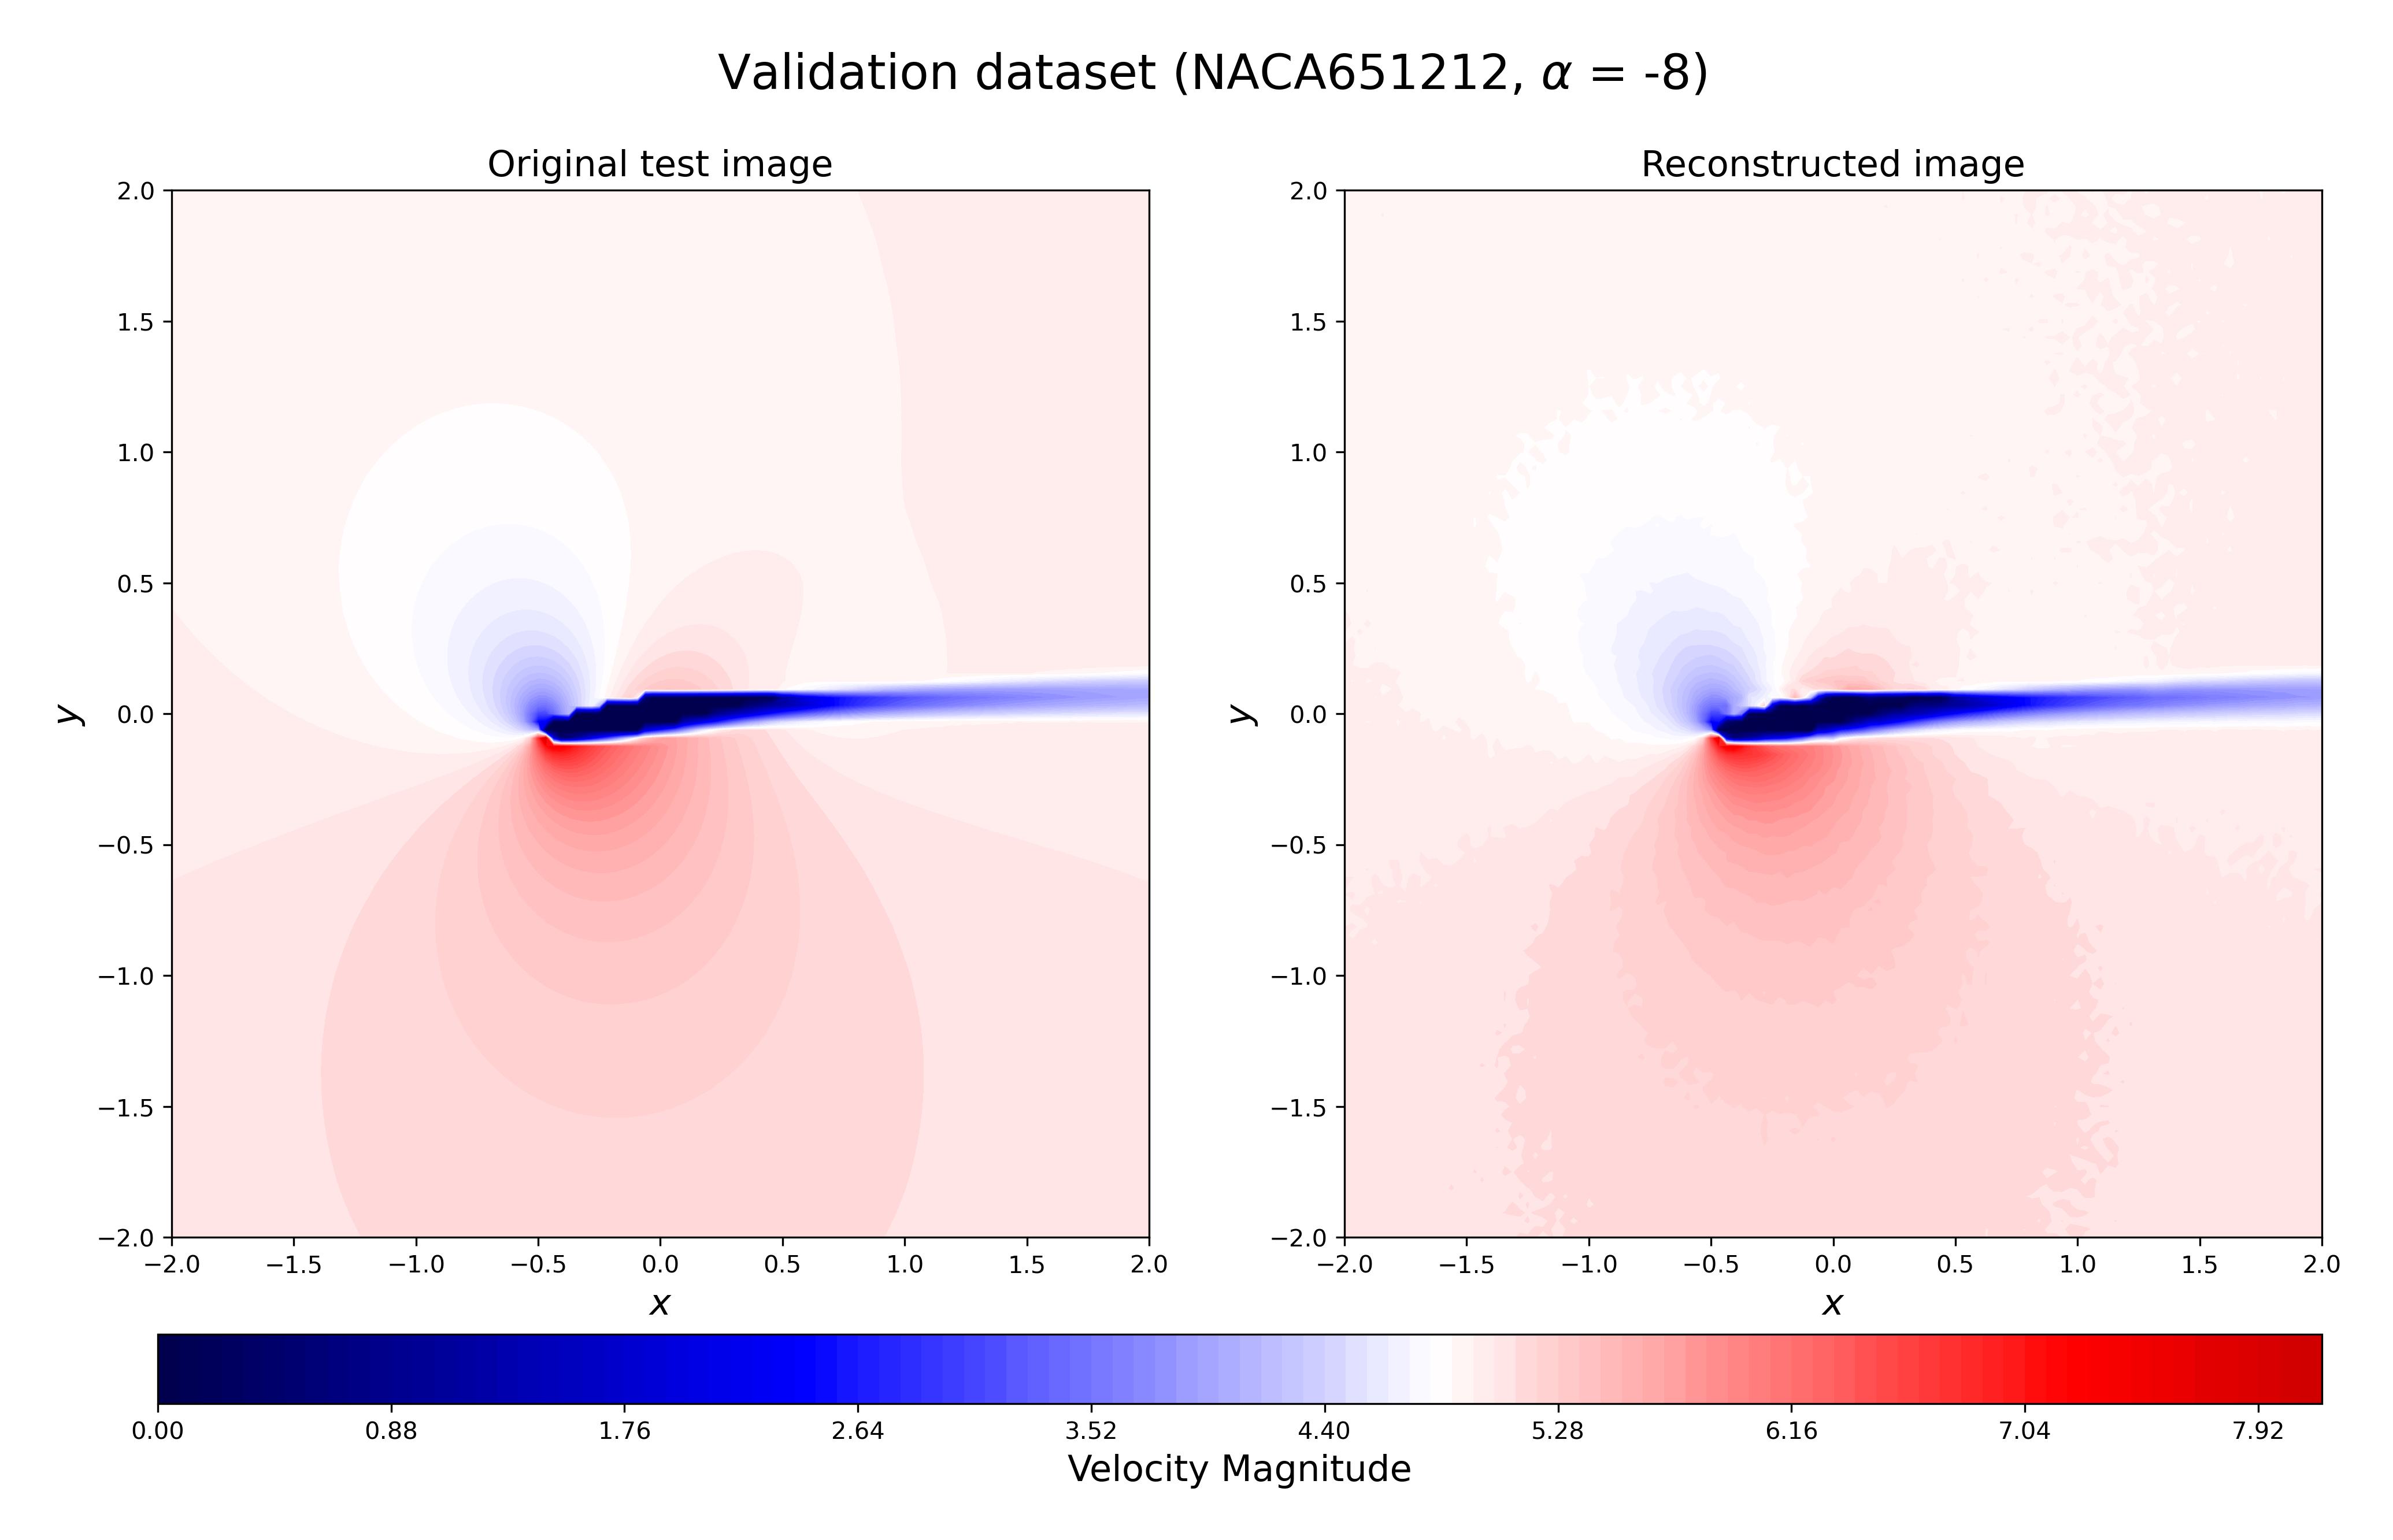 Validation dataset (NACA651212, α = -8)
Original test image
2.0
1.5
1.0
0.5
0.0
−0.5
−1.0
−1.5
−2.0
y
−2.0 −1.5 −1.0 −0.5 0.0 0.5 1.0 1.5 2.0
x
Reconstructed image
2.0
1.5
1.0
0.5
0.0
−0.5
−1.0
−1.5
−2.0
y
−2.0 −1.5 −1.0 −0.5 0.0 0.5 1.0 1.5 2.0
x
0.00 0.88 1.76 2.64 3.52 4.40 5.28 6.16 7.04 7.92
Velocity Magnitude